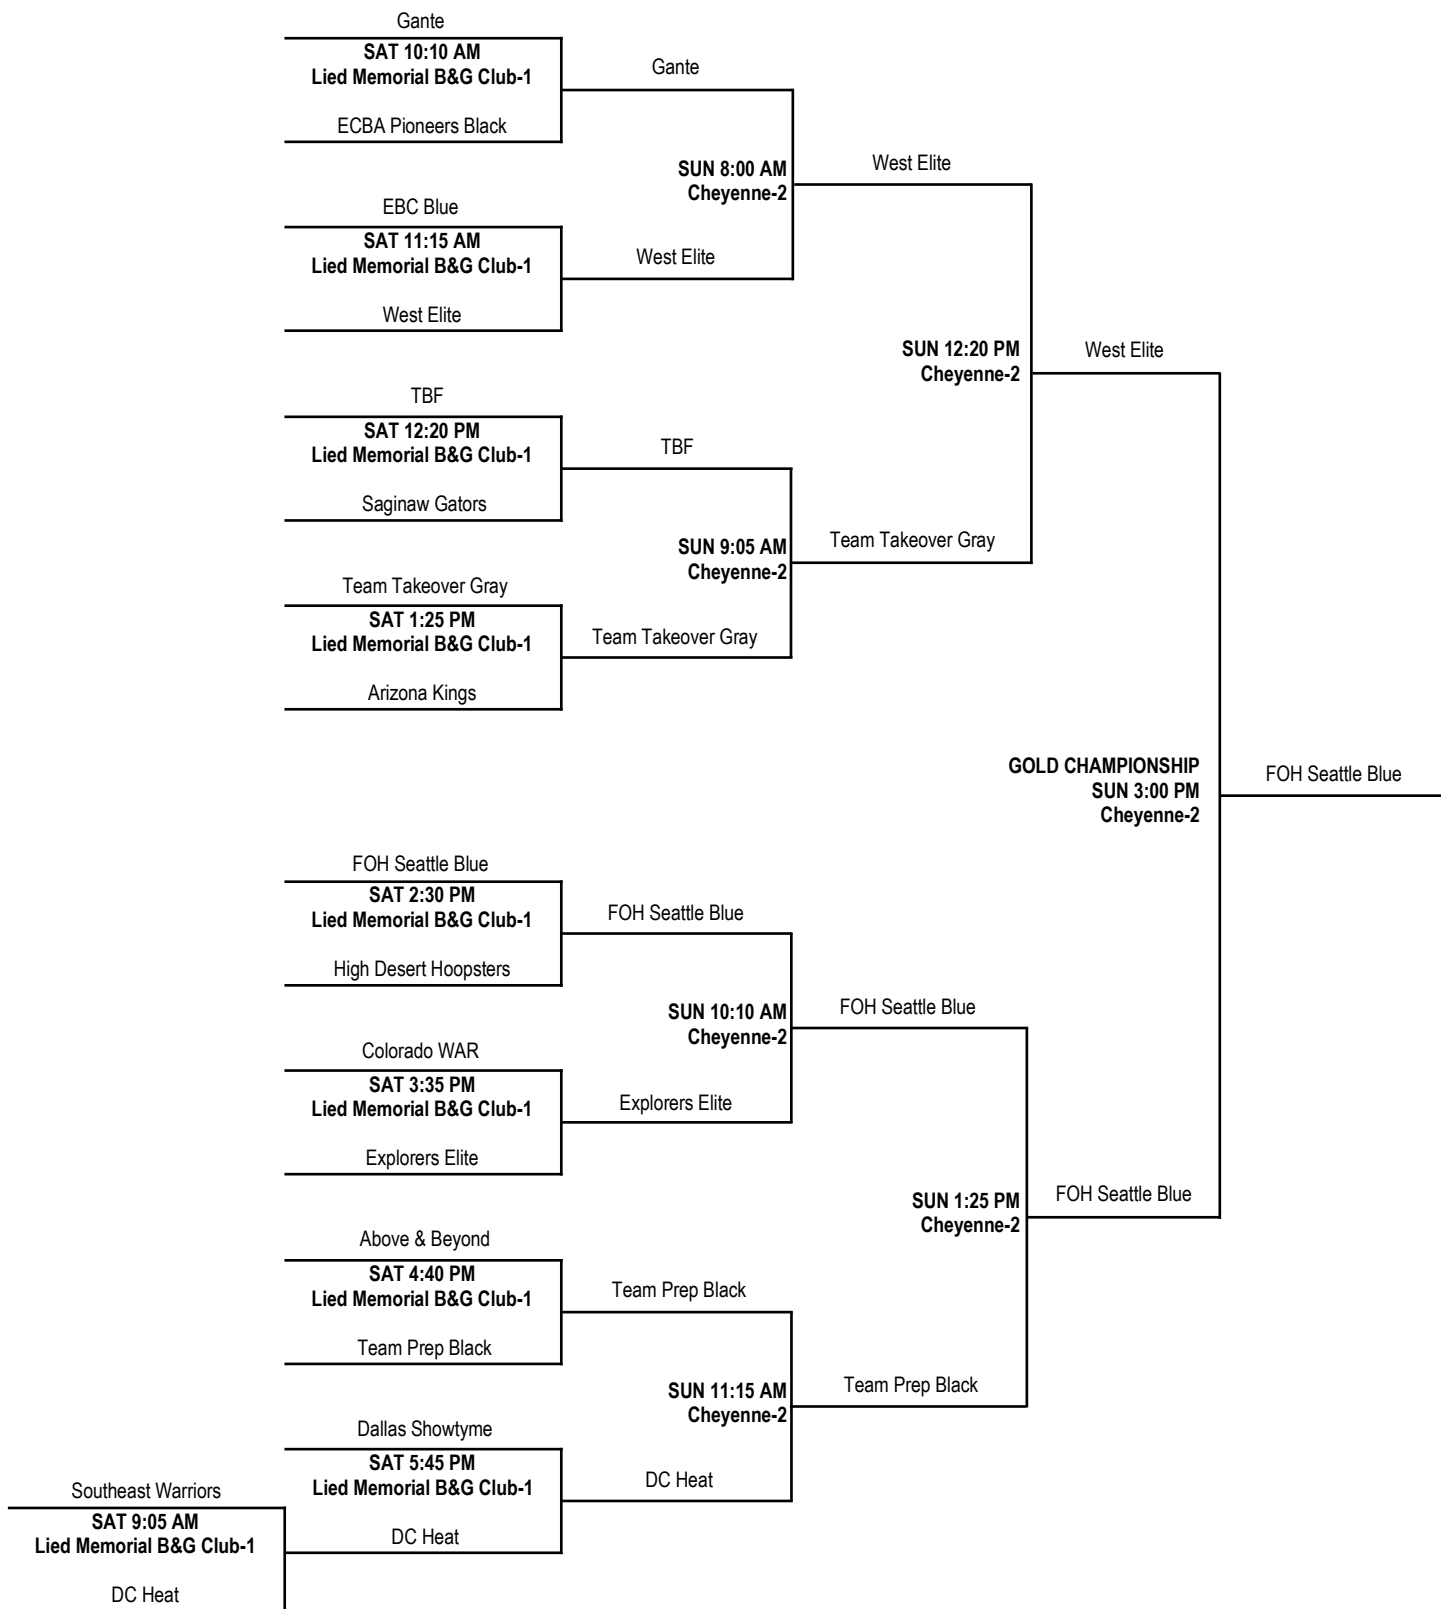 Gante
SAT 10:10 AM
Lied Memorial B&G Club-1
Gante
ECBA Pioneers Black
SUN 8:00 AM
Cheyenne-2
West Elite
EBC Blue
SAT 11:15 AM
Lied Memorial B&G Club-1
West Elite
West Elite
SUN 12:20 PM
Cheyenne-2
West Elite
TBF
SAT 12:20 PM
Lied Memorial B&G Club-1
TBF
Saginaw Gators
SUN 9:05 AM
Cheyenne-2
Team Takeover Gray
Team Takeover Gray
SAT 1:25 PM
Lied Memorial B&G Club-1
Team Takeover Gray
Arizona Kings
GOLD CHAMPIONSHIP
SUN 3:00 PM
Cheyenne-2
FOH Seattle Blue
FOH Seattle Blue
SAT 2:30 PM
Lied Memorial B&G Club-1
FOH Seattle Blue
High Desert Hoopsters
SUN 10:10 AM
Cheyenne-2
FOH Seattle Blue
Colorado WAR
SAT 3:35 PM
Lied Memorial B&G Club-1
Explorers Elite
Explorers Elite
SUN 1:25 PM
Cheyenne-2
FOH Seattle Blue
Above & Beyond
SAT 4:40 PM
Lied Memorial B&G Club-1
Team Prep Black
Team Prep Black
SUN 11:15 AM
Cheyenne-2
Team Prep Black
Dallas Showtyme
SAT 5:45 PM
Lied Memorial B&G Club-1
DC Heat
Southeast Warriors
SAT 9:05 AM
Lied Memorial B&G Club-1
DC Heat
DC Heat